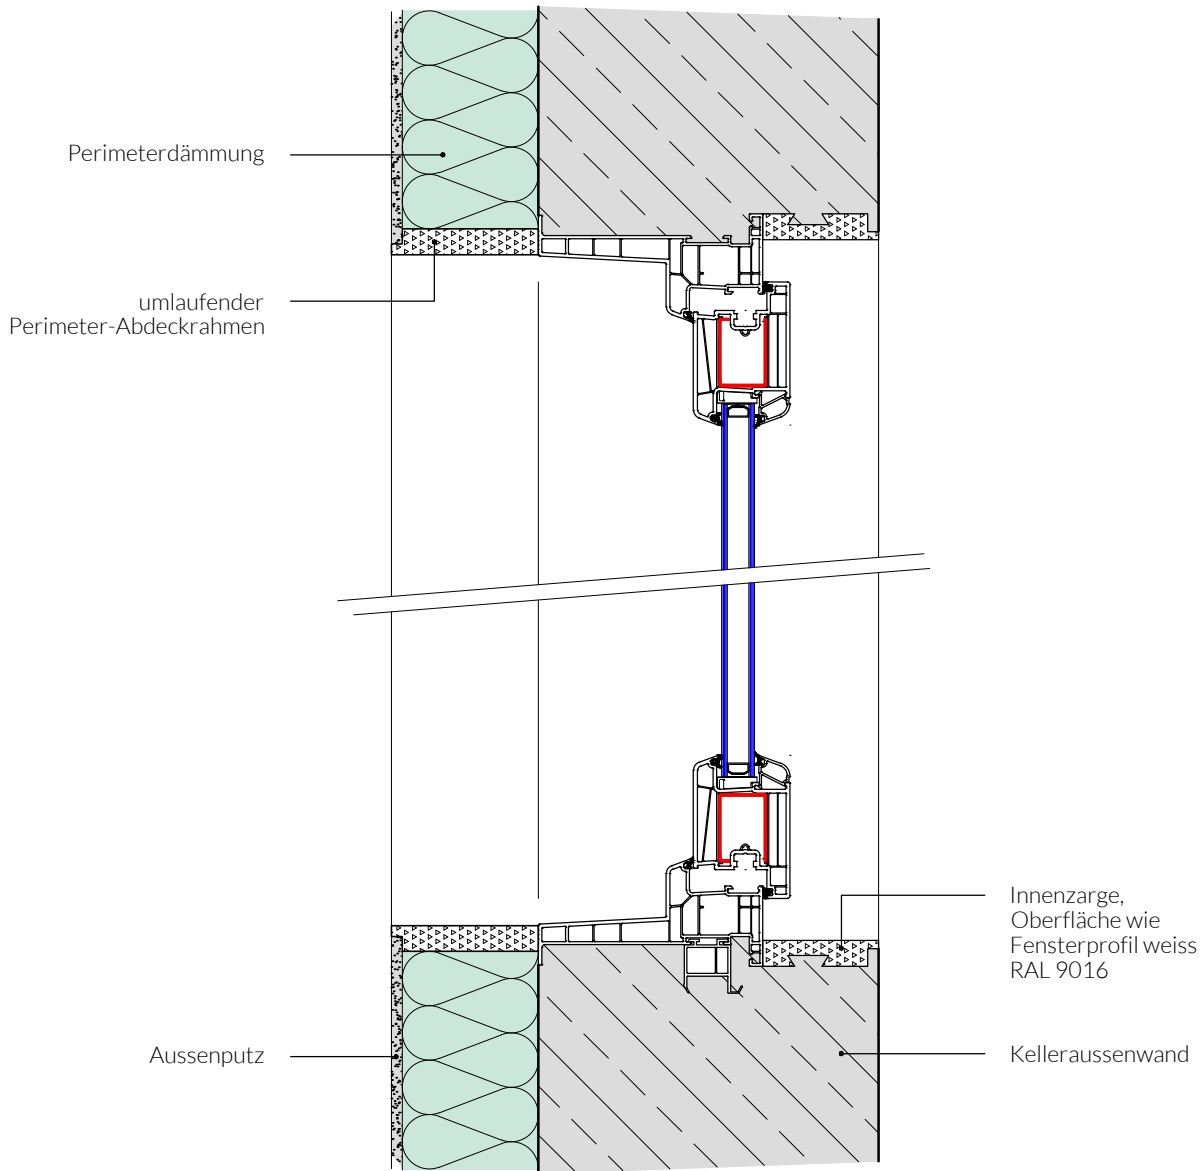 Perimeterdämmung
umlaufender
Perimeter-Abdeckrahmen
Innenzarge,
Oberfläche wie
Fensterprofil weiss
RAL 9016
Aussenputz
Kelleraussenwand